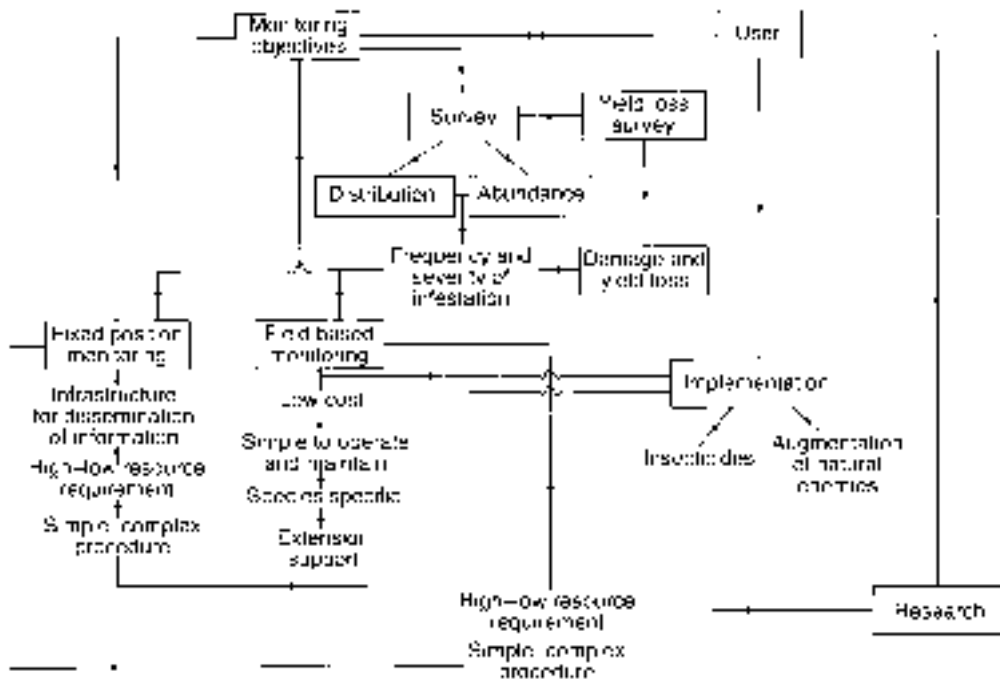 Monitoring
objectives
User
Survey
Yield loss
survey
Distribution
Abundance
Frequency and
severity of
infestation
Damage and
yield loss
Fixed position
monitoring
Field based
monitoring
Implementation
Infrastructure
for dissemination
of information
Low cost
Simple to operate
and maintain
Insecticides
Augmentation
of natural
enemies
High–low resource
requirement
Species specific
Simple–complex
procedure
Extension
support
High–low resource
requirement
Research
Simple–complex
procedure